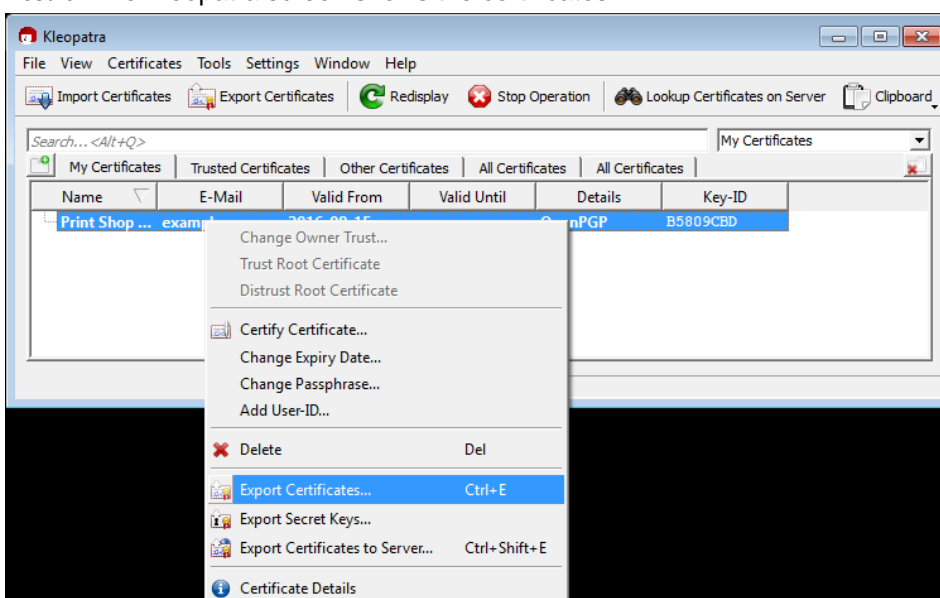 Kleopatra
File View Certificates Tools Settings Window Help
Import Certificates Export Certificates Redisplay Stop Operation Lookup Certificates on Server Clipboard
Search...<Alt+Q> My Certificates
My Certificates Trusted Certificates Other Certificates All Certificates All Certificates
Name E-Mail Valid From Valid Until Details Key-ID
Print Shop ... B5809CBD
Change Owner Trust...
Trust Root Certificate
Distrust Root Certificate
Certify Certificate...
Change Expiry Date...
Change Passphrase...
Add User-ID...
Delete Del
Export Certificates... Ctrl+E
Export Secret Keys...
Export Certificates to Server... Ctrl+Shift+E
Certificate Details